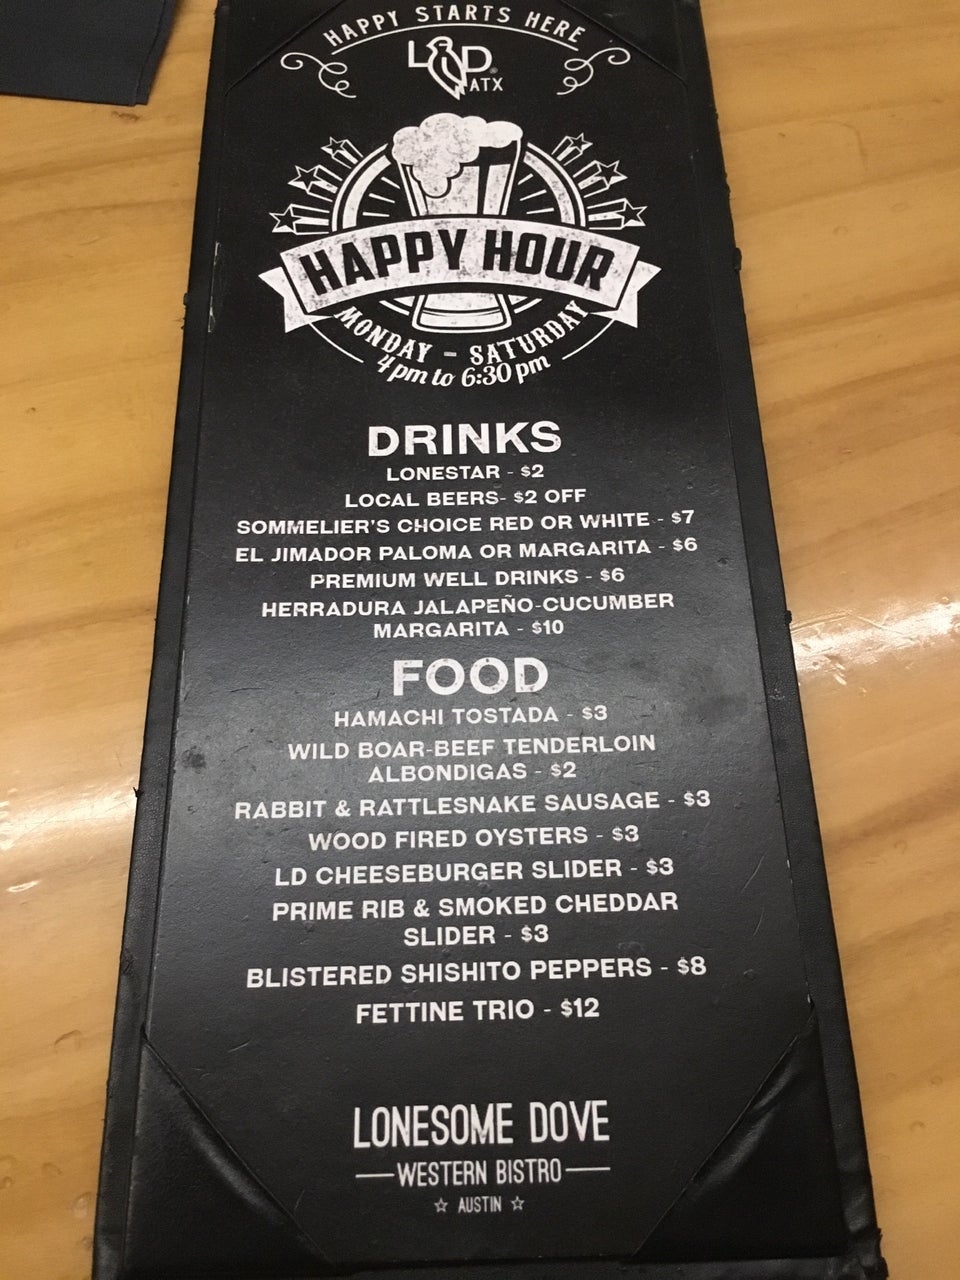 HAPPY STARTS HERE
LD®
ATX
HAPPY HOUR
MONDAY - SATURDAY
4 pm to 6:30 pm
DRINKS
LONESTAR - $2
LOCAL BEERS- $2 OFF
SOMMELIER'S CHOICE RED OR WHITE - $7
EL JIMADOR PALOMA OR MARGARITA - $6
PREMIUM WELL DRINKS - $6
HERRADURA JALAPEÑO-CUCUMBER
MARGARITA - $10
FOOD
HAMACHI TOSTADA - $3
WILD BOAR-BEEF TENDERLOIN
ALBONDIGAS - $2
RABBIT & RATTLESNAKE SAUSAGE - $3
WOOD FIRED OYSTERS - $3
LD CHEESEBURGER SLIDER - $3
PRIME RIB & SMOKED CHEDDAR
SLIDER - $3
BLISTERED SHISHITO PEPPERS - $8
FETTINE TRIO - $12
LONESOME DOVE
WESTERN BISTRO
AUSTIN